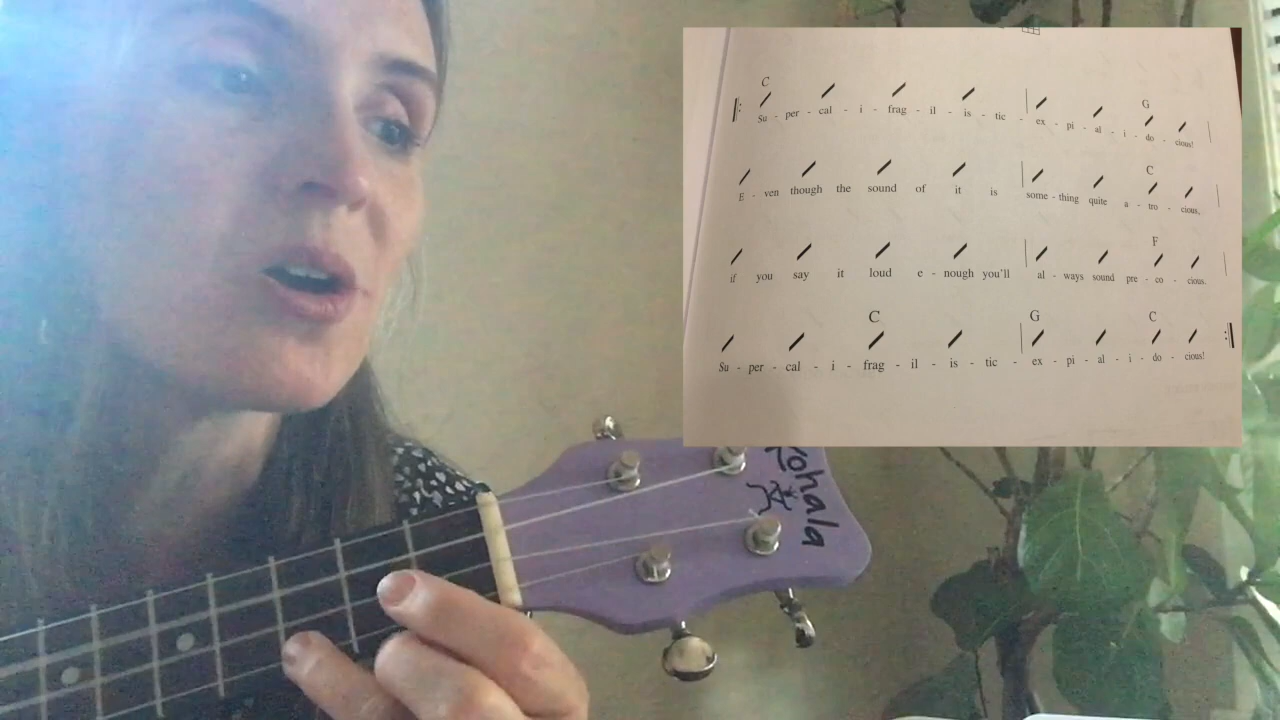 C G
Su - per - cal - i - frag - il - is - tic - ex - pi - al - i - do - cious!
C
E - ven though the sound of it is some - thing quite a - tro - cious,
F
if you say it loud e - nough you'll al - ways sound pre - co - cious.
C G C
Su - per - cal - i - frag - il - is - tic - ex - pi - al - i - do - cious!
Kohala